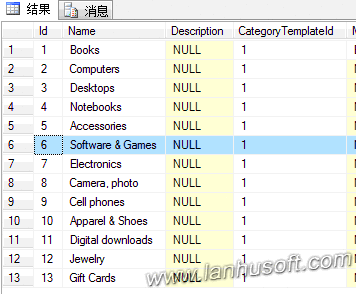 结果 消息
Id Name Description CategoryTemplateId
1 1 Books NULL 1
2 2 Computers NULL 1
3 3 Desktops NULL 1
4 4 Notebooks NULL 1
5 5 Accessories NULL 1
6 6 Software & Games NULL 1
7 7 Electronics NULL 1
8 8 Camera, photo NULL 1
9 9 Cell phones NULL 1
10 10 Apparel & Shoes NULL 1
11 11 Digital downloads NULL 1
12 12 Jewelry NULL 1
13 13 Gift Cards NULL 1
www.lanhusoft.com